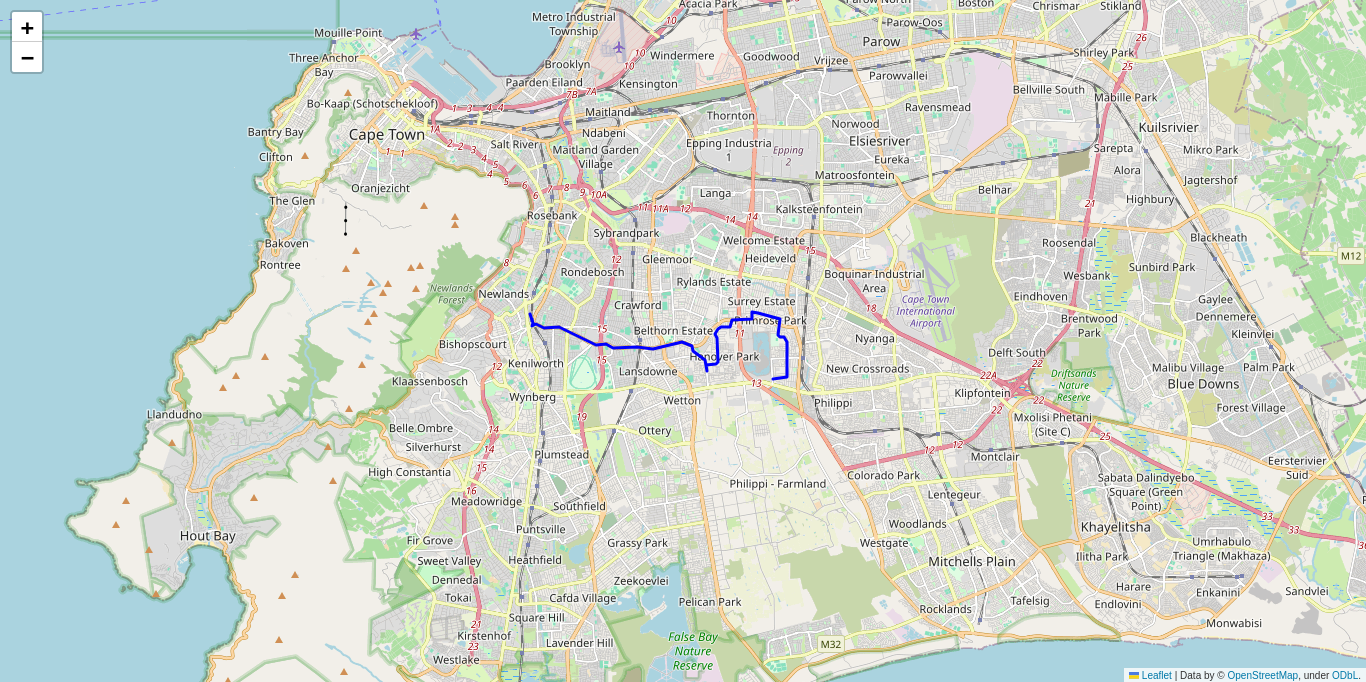 +
−
Acacia Park
Parow North
Boston
Chrismar
Stikland
Metro Industrial
Township
Parow-Oos
Mouille Point
Parow
Three Anchor
Bay
Windermere
Goodwood
Vrijzee
Shirley Park
Brooklyn
Paarden Eiland
Kensington
Parowvallei
Bellville South
Mabille Park
Bo-Kaap (Schotschekloof)
Maitland
Thornton
Ravensmead
Norwood
Kuilsrivier
Bantry Bay
Cape Town
Salt River
Ndabeni
Epping Industria
1
Epping
2
Elsiesriver
Sarepta
Mikro Park
Clifton
Maitland Garden
Village
Eureka
Matroosfontein
Alora
Jagtershof
Oranjezicht
Langa
Belhar
Highbury
The Glen
Rosebank
Kalksteenfontein
Bakoven
Sybrandpark
Welcome Estate
Roosendal
Blackheath
Rontree
Gleemoor
Heideveld
Rondebosch
Boquinar Industrial
Area
Wesbank
Sunbird Park
M12
Newlands
Forest
Newlands
Rylands Estate
Crawford
Surrey Estate
Cape Town
International
Airport
Eindhoven
Gaylee
Dennemere
Primrose Park
Brentwood
Park
Belthorn Estate
Kleinvlei
Bishopscourt
Nyanga
Hanover Park
Delft South
Kenilworth
Lansdowne
New Crossroads
Malibu Village
Palm Park
Klaassenbosch
Driftsands
Nature
Reserve
Blue Downs
Wynberg
Wetton
Philippi
Klipfontein
Forest Village
Llandudno
Mxolisi Phetani
(Site C)
Belle Ombre
Ottery
Silverhurst
Plumstead
Montclair
Eersterivier
Suid
High Constantia
Philippi - Farmland
Colorado Park
Sabata Dalindyebo
Square (Green
Point)
Meadowridge
Southfield
Lentegeur
Hout Bay
Puntsville
Woodlands
Khayelitsha
Fir Grove
Grassy Park
Westgate
Umrhabulo
Triangle (Makhaza)
Sweet Valley
Heathfield
Mitchells Plain
Ilitha Park
Dennedal
Zeekoevlei
Harare
Enkanini
Sandvlei
Tokai
Cafda Village
Pelican Park
Rocklands
Tafelsig
Endlovini
Square Hill
Monwabisi
Kirstenhof
Lavender Hill
False Bay
Nature
Reserve
M32
Westlake
Leaflet | Data by © OpenStreetMap, under ODbL.